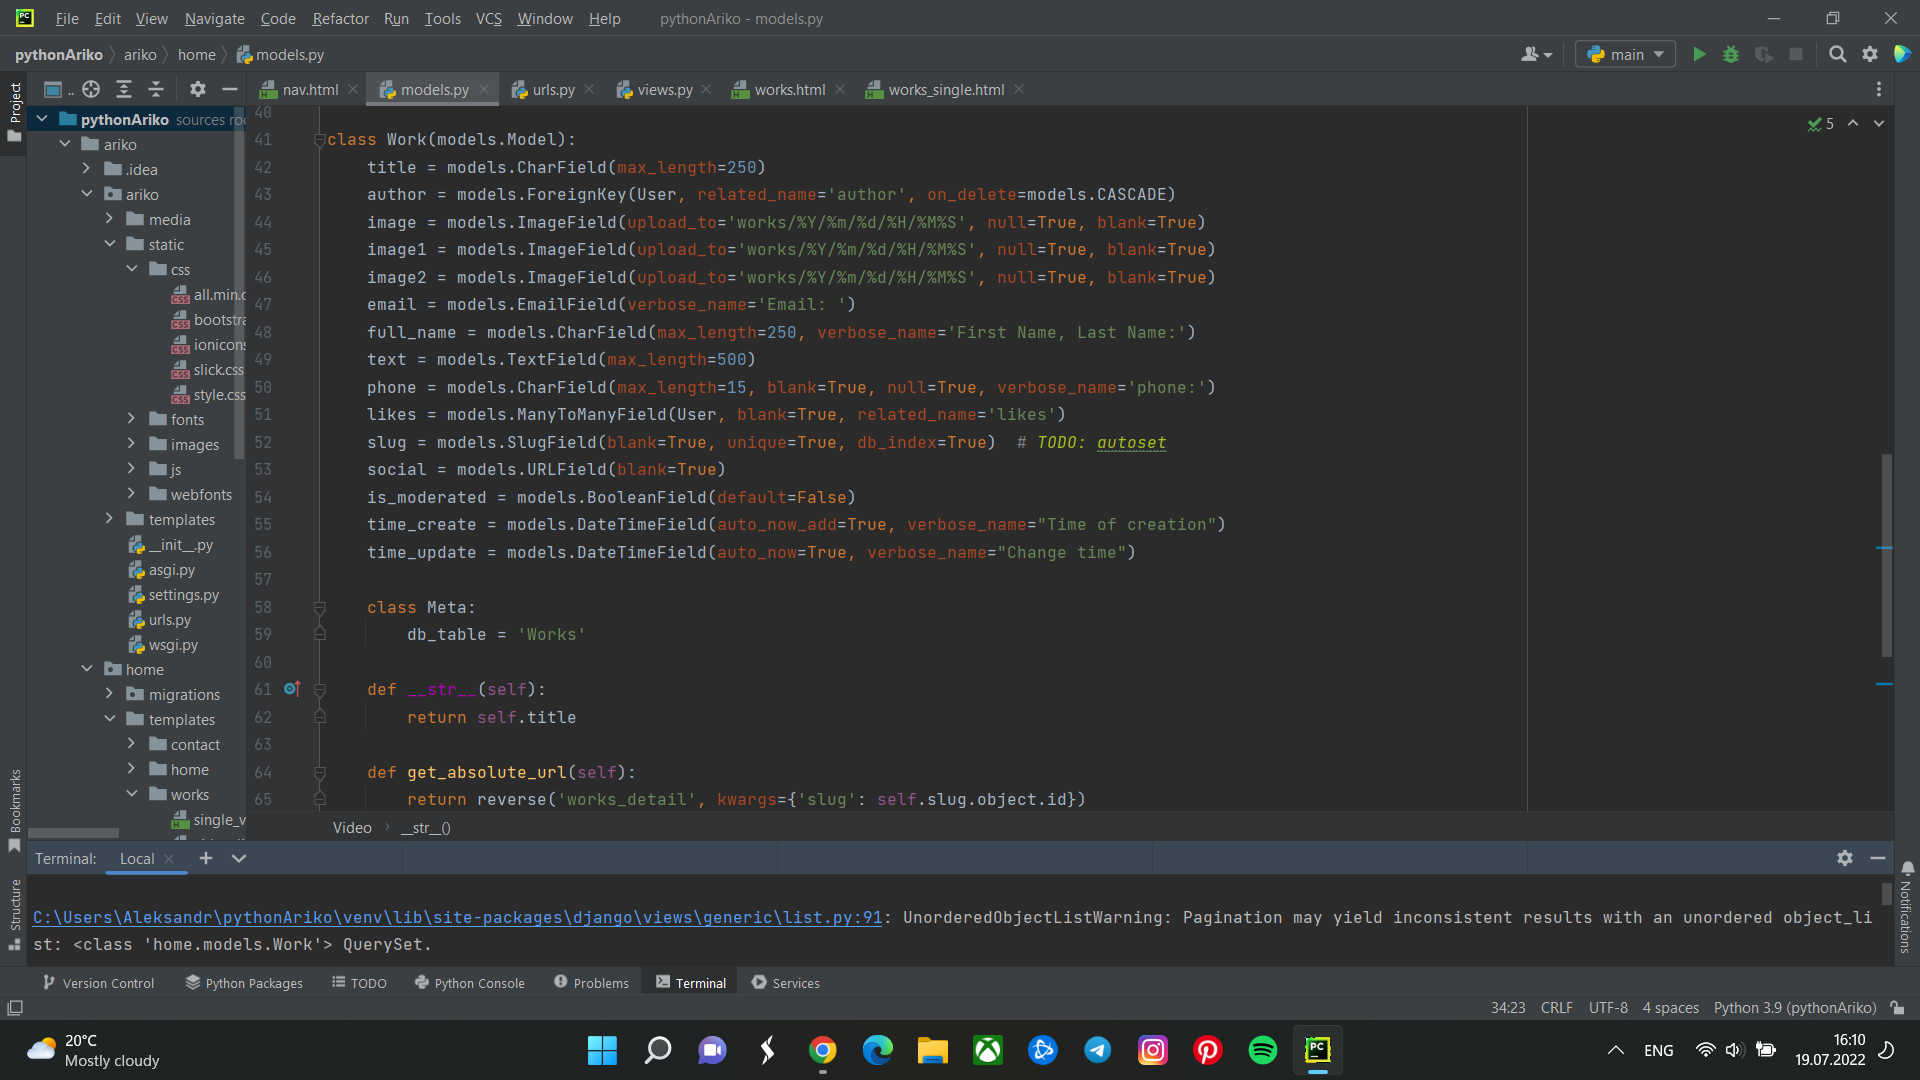 File Edit View Navigate Code Refactor Run Tools VCS Window Help pythonAriko - models.py
pythonAriko ariko home models.py main
Project
nav.html models.py urls.py views.py works.html works_single.html
pythonAriko sources roo
ariko
.idea
ariko
media
static
css
all.min.c
bootstra
ionicons
slick.css
style.css
fonts
images
js
webfonts
templates
__init__.py
asgi.py
settings.py
urls.py
wsgi.py
home
migrations
templates
contact
home
works
single_v
5
40
41 class Work(models.Model):
42 title = models.CharField(max_length=250)
43 author = models.ForeignKey(User, related_name='author', on_delete=models.CASCADE)
44 image = models.ImageField(upload_to='works/%Y/%m/%d/%H/%M%S', null=True, blank=True)
45 image1 = models.ImageField(upload_to='works/%Y/%m/%d/%H/%M%S', null=True, blank=True)
46 image2 = models.ImageField(upload_to='works/%Y/%m/%d/%H/%M%S', null=True, blank=True)
47 email = models.EmailField(verbose_name='Email: ')
48 full_name = models.CharField(max_length=250, verbose_name='First Name, Last Name:')
49 text = models.TextField(max_length=500)
50 phone = models.CharField(max_length=15, blank=True, null=True, verbose_name='phone:')
51 likes = models.ManyToManyField(User, blank=True, related_name='likes')
52 slug = models.SlugField(blank=True, unique=True, db_index=True)  # TODO: autoset
53 social = models.URLField(blank=True)
54 is_moderated = models.BooleanField(default=False)
55 time_create = models.DateTimeField(auto_now_add=True, verbose_name="Time of creation")
56 time_update = models.DateTimeField(auto_now=True, verbose_name="Change time")
57
58 class Meta:
59 db_table = 'Works'
60
61 def __str__(self):
62 return self.title
63
64 def get_absolute_url(self):
65 return reverse('works_detail', kwargs={'slug': self.slug.object.id})
Video __str__()
Bookmarks
Structure
Notifications
Terminal: Local
C:\Users\Aleksandr\pythonAriko\venv\lib\site-packages\django\views\generic\list.py:91: UnorderedObjectListWarning: Pagination may yield inconsistent results with an unordered object_li
st: <class 'home.models.Work'> QuerySet.
Version Control Python Packages TODO Python Console Problems Terminal Services
34:23 CRLF UTF-8 4 spaces Python 3.9 (pythonAriko)
20°C
Mostly cloudy
ENG
16:10
19.07.2022